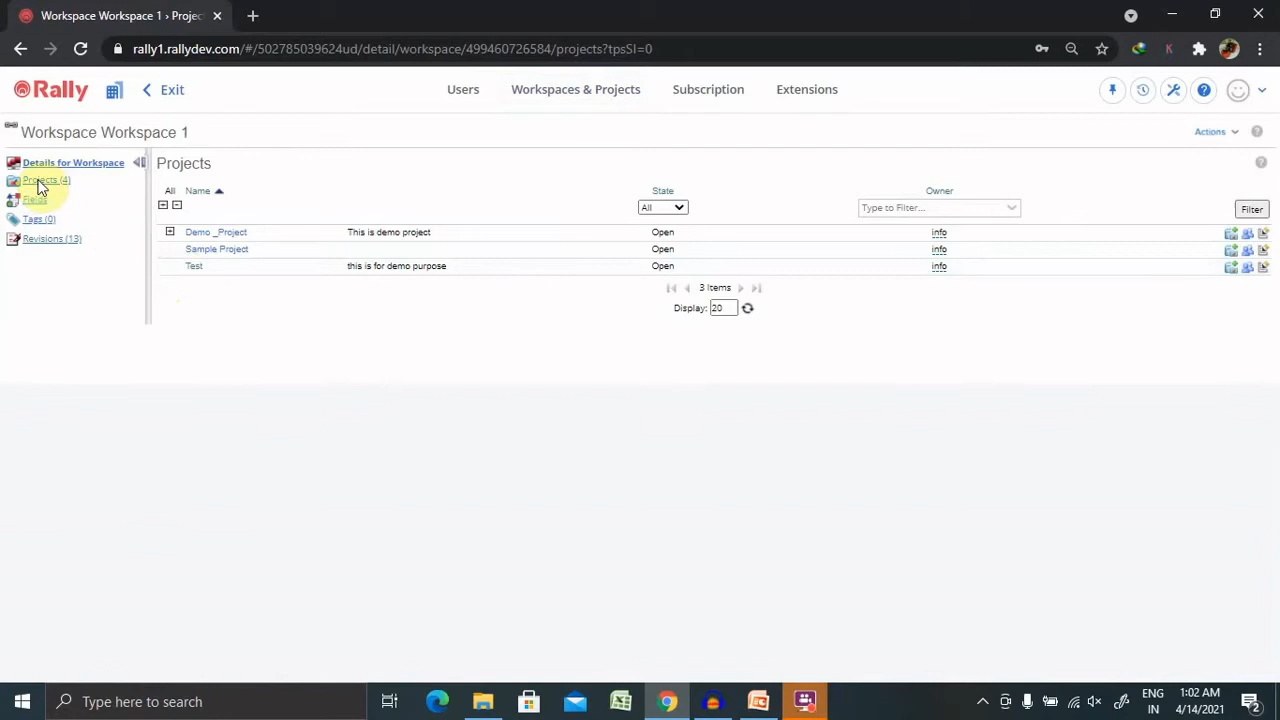 Workspace Workspace 1 › Projec
rally1.rallydev.com/#/502785039624ud/detail/workspace/499460726584/projects?tpsSI=0
K
Rally Exit Users Workspaces & Projects Subscription Extensions
Workspace Workspace 1 Actions
Details for Workspace
Projects (4)
Fields
Tags (0)
Revisions (13)
Projects
All Name State Owner
All Type to Filter... Filter
Demo _Project This is demo project Open info
Sample Project Open info
Test this is for demo purpose Open info
3 items
Display: 20
Type here to search
ENG
IN
1:02 AM
4/14/2021
2